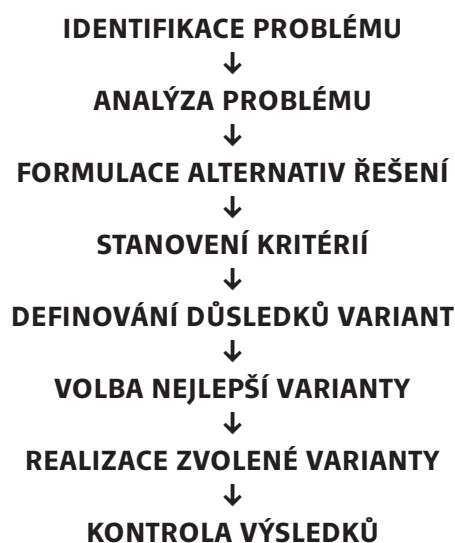 IDENTIFIKACE PROBLÉMU
↓
ANALÝZA PROBLÉMU
↓
FORMULACE ALTERNATIV ŘEŠENÍ
↓
STANOVENÍ KRITÉRIÍ
↓
DEFINOVÁNÍ DŮSLEDKŮ VARIANT
↓
VOLBA NEJLEPŠÍ VARIANTY
↓
REALIZACE ZVOLENÉ VARIANTY
↓
KONTROLA VÝSLEDKŮ